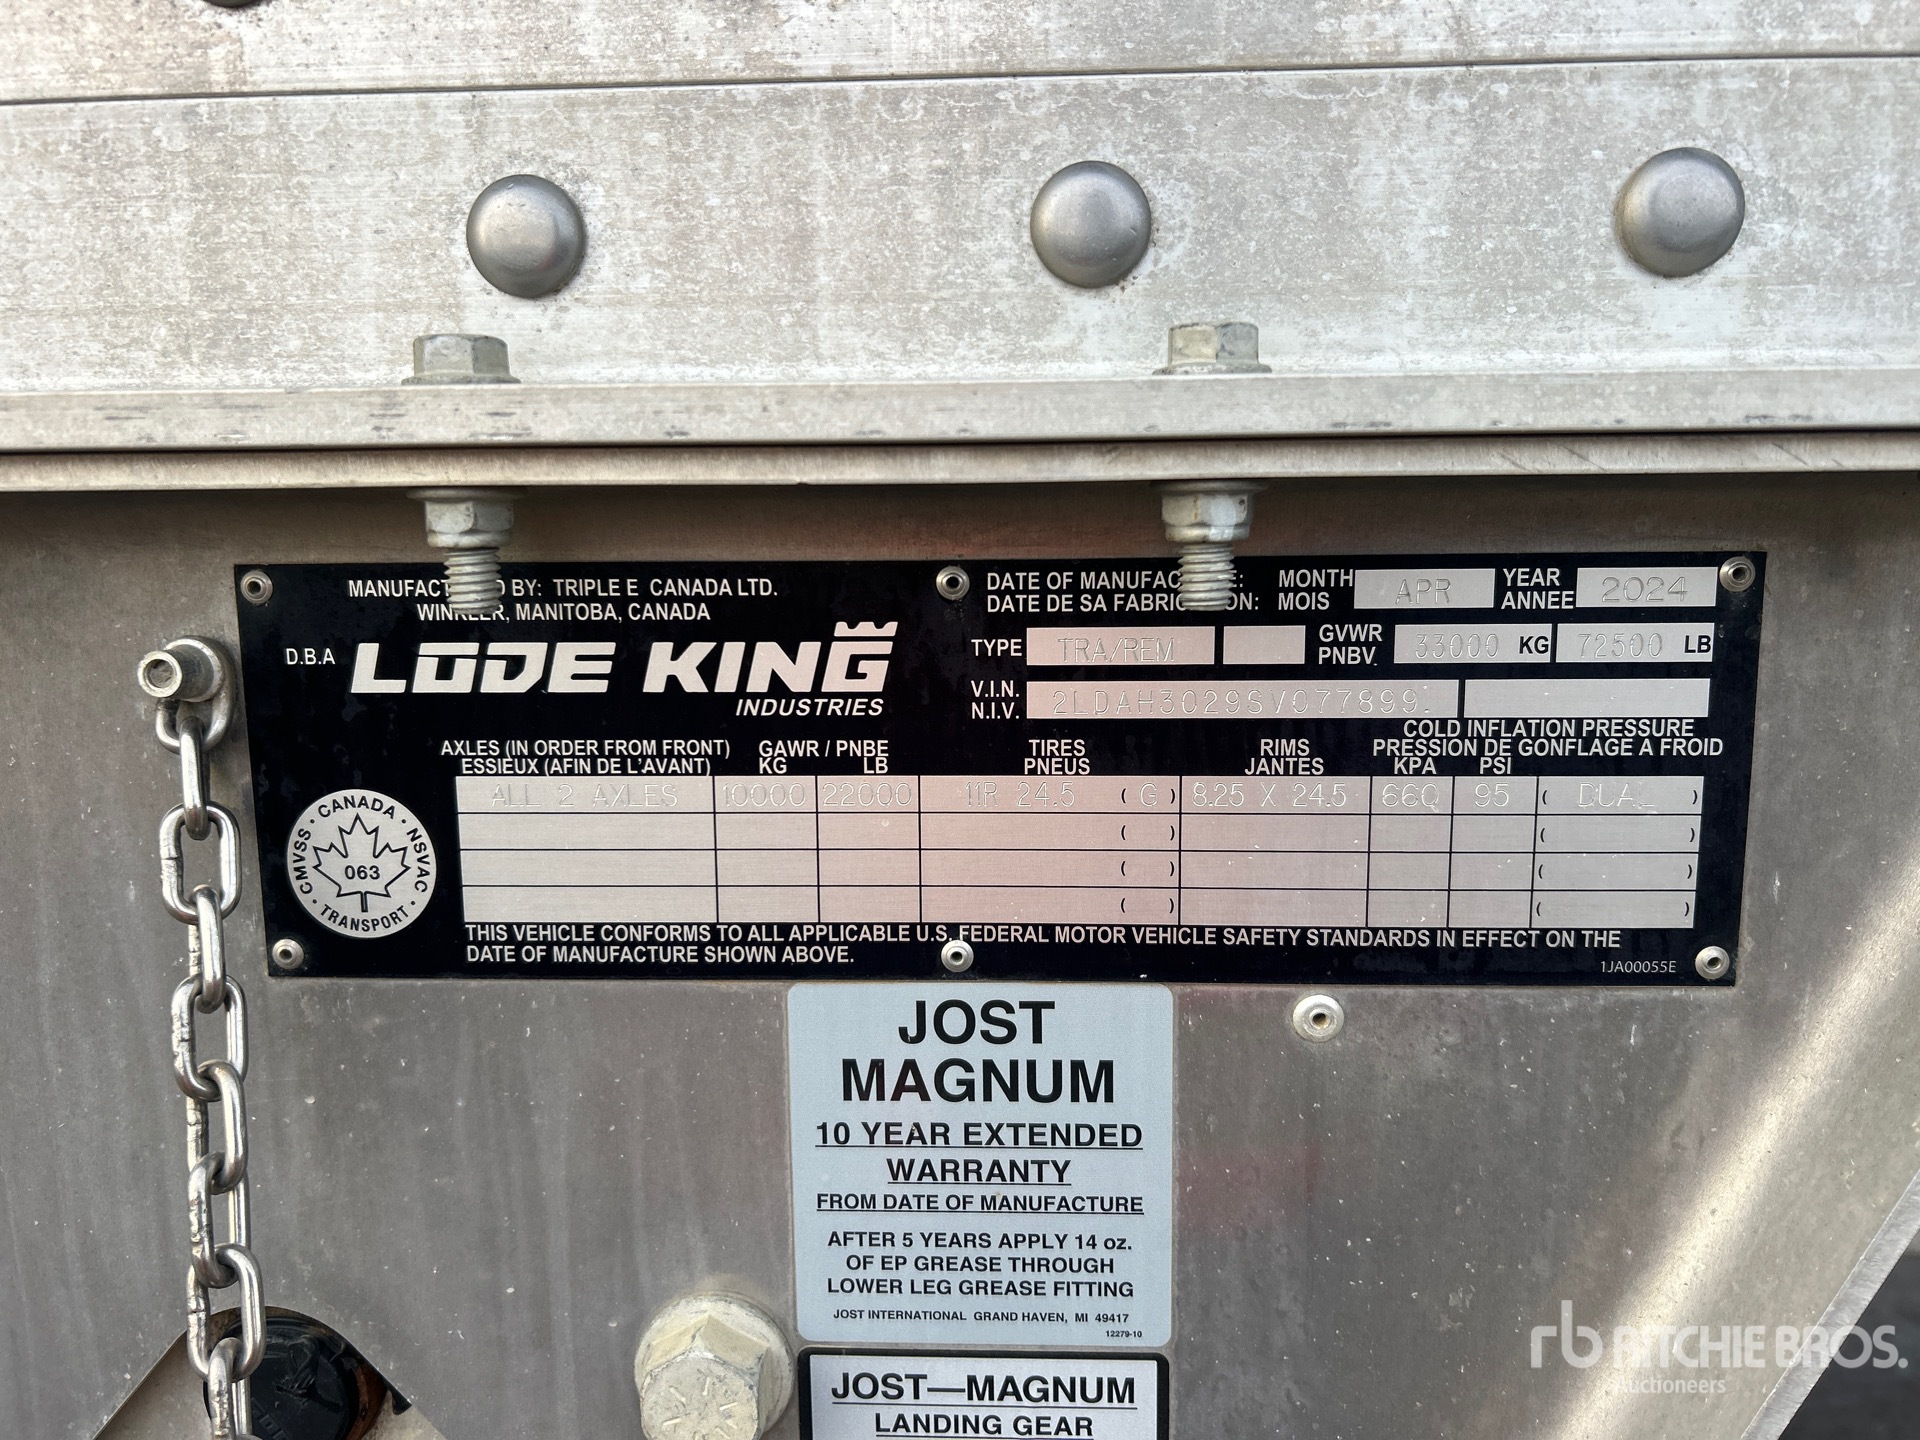 MANUFACT D BY: TRIPLE E CANADA LTD.
WINKLER, MANITOBA, CANADA
D.B.A LODE KING
INDUSTRIES
DATE OF MANUFAC E: MONTH APR YEAR 2024
DATE DE SA FABRIC ON: MOIS ANNEE
TYPE TRA/REM GVWR 33000 KG 72500 LB
PNBV
V.I.N. 2LDAH3029SV077899.
N.I.V.
COLD INFLATION PRESSURE
AXLES (IN ORDER FROM FRONT) GAWR / PNBE TIRES RIMS PRESSION DE GONFLAGE A FROID
ESSIEUX (AFIN DE L'AVANT) KG LB PNEUS JANTES KPA PSI
ALL 2 AXLES 10000 22000 11R 24.5 (G) 8.25 X 24.5 660 95 (DUAL)
( ) ( )
( ) ( )
( ) ( )
CANADA
CMVSS 063 NSVAC
TRANSPORT
THIS VEHICLE CONFORMS TO ALL APPLICABLE U.S. FEDERAL MOTOR VEHICLE SAFETY STANDARDS IN EFFECT ON THE
DATE OF MANUFACTURE SHOWN ABOVE.
1JA00055E
JOST
MAGNUM
10 YEAR EXTENDED
WARRANTY
FROM DATE OF MANUFACTURE
AFTER 5 YEARS APPLY 14 oz.
OF EP GREASE THROUGH
LOWER LEG GREASE FITTING
JOST INTERNATIONAL GRAND HAVEN, MI 49417
12279-10
JOST—MAGNUM
LANDING GEAR
rb RITCHIE BROS.
Auctioneers